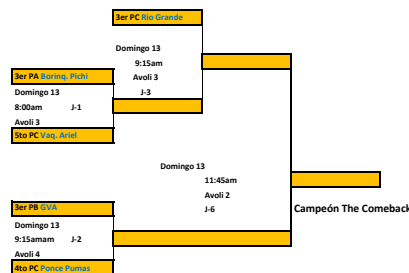 3er PC Rio Grande
Domingo 13
9:15am
Avoli 3
J-3
3er PA Borinq. Pichi
Domingo 13
8:00am J-1
Avoli 3
5to PC Vaq. Ariel
Domingo 13
11:45am
Avoli 2
J-6
Campeón The Comeback
3er PB GVA
Domingo 13
9:15amam J-2
Avoli 4
4to PC Ponce Pumas